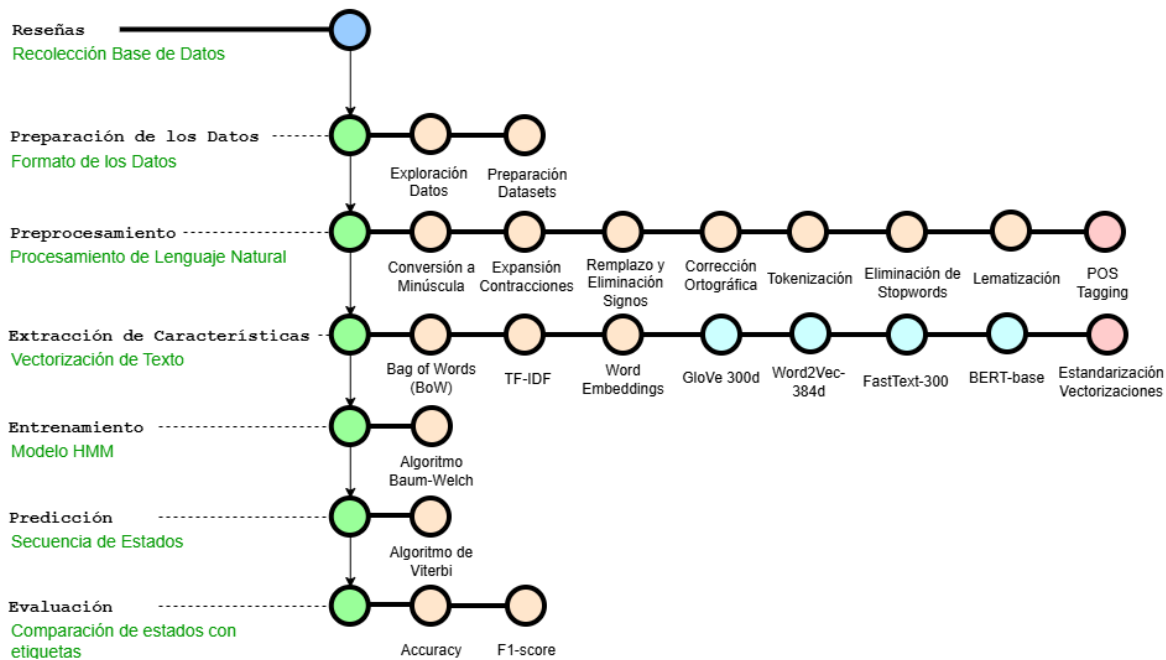 Reseñas
Recolección Base de Datos
Preparación de los Datos
Formato de los Datos
Exploración
Datos
Preparación
Datasets
Preprocesamiento
Procesamiento de Lenguaje Natural
Conversión a
Minúscula
Expansión
Contracciones
Remplazo y
Eliminación
Signos
Corrección
Ortográfica
Tokenización
Eliminación de
Stopwords
Lematización
POS
Tagging
Extracción de Características
Vectorización de Texto
Bag of Words
(BoW)
TF-IDF
Word
Embeddings
GloVe 300d
Word2Vec-
384d
FastText-300
BERT-base
Estandarización
Vectorizaciones
Entrenamiento
Modelo HMM
Algoritmo
Baum-Welch
Predicción
Secuencia de Estados
Algoritmo de
Viterbi
Evaluación
Comparación de estados con
etiquetas
Accuracy
F1-score